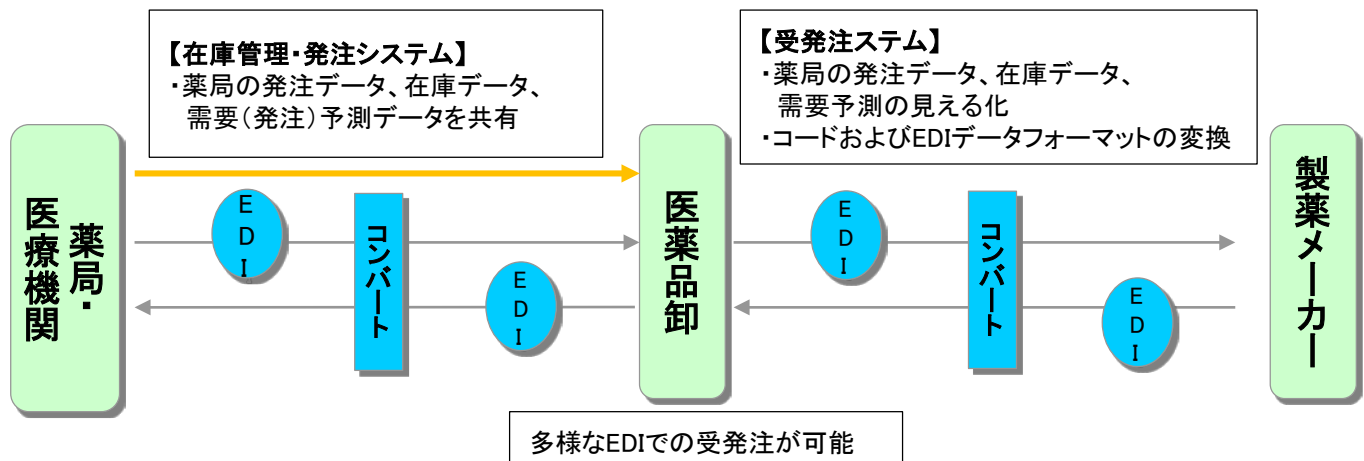 【在庫管理・発注システム】
・薬局の発注データ、在庫データ、
需要(発注)予測データを共有
【受発注ステム】
・薬局の発注データ、在庫データ、
需要予測の見える化
・コードおよびEDIデータフォーマットの変換
薬局・
医療機関
EDI
コンバート
EDI
医薬品卸
EDI
コンバート
EDI
製薬メーカー
多様なEDIでの受発注が可能